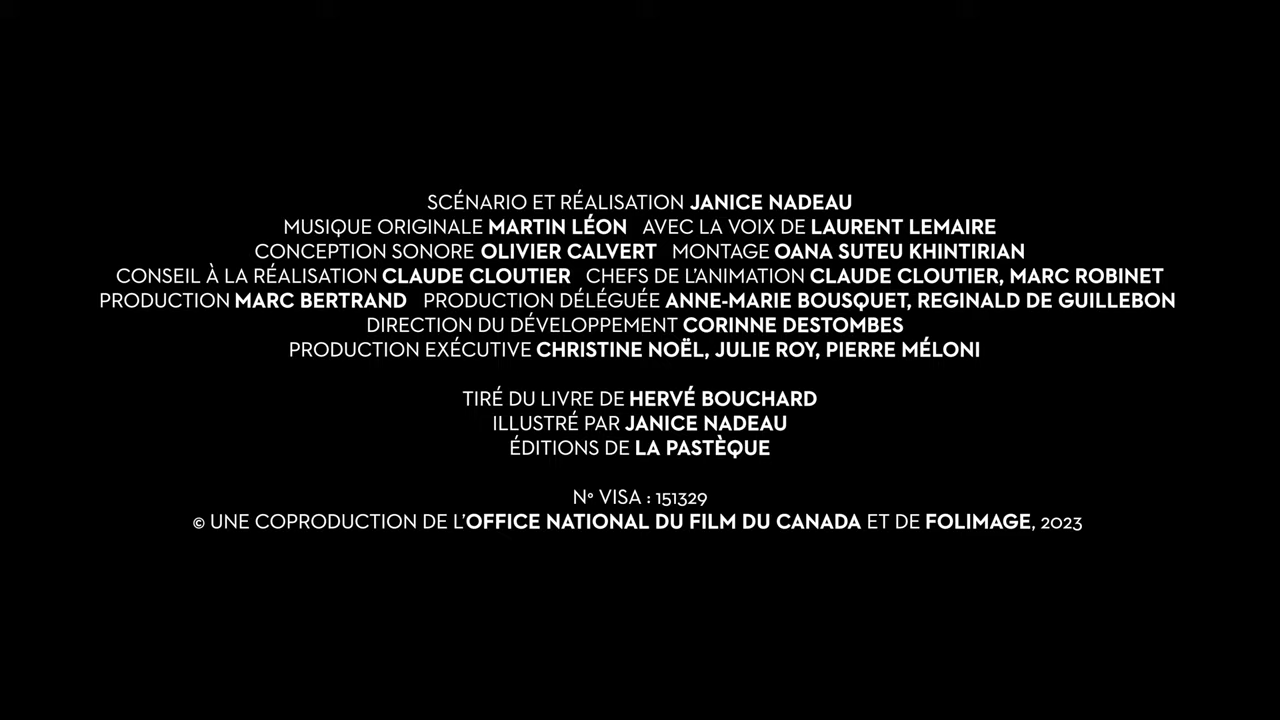 SCÉNARIO ET RÉALISATION JANICE NADEAU
MUSIQUE ORIGINALE MARTIN LÉON AVEC LA VOIX DE LAURENT LEMAIRE
CONCEPTION SONORE OLIVIER CALVERT MONTAGE OANA SUTEU KHINTIRIAN
CONSEIL À LA RÉALISATION CLAUDE CLOUTIER CHEFS DE L'ANIMATION CLAUDE CLOUTIER, MARC ROBINET
PRODUCTION MARC BERTRAND PRODUCTION DÉLÉGUÉE ANNE-MARIE BOUSQUET, REGINALD DE GUILLEBON
DIRECTION DU DÉVELOPPEMENT CORINNE DESTOMBES
PRODUCTION EXÉCUTIVE CHRISTINE NOËL, JULIE ROY, PIERRE MÉLONI
TIRÉ DU LIVRE DE HERVÉ BOUCHARD
ILLUSTRÉ PAR JANICE NADEAU
ÉDITIONS DE LA PASTÈQUE
N° VISA : 151329
© UNE COPRODUCTION DE L'OFFICE NATIONAL DU FILM DU CANADA ET DE FOLIMAGE, 2023